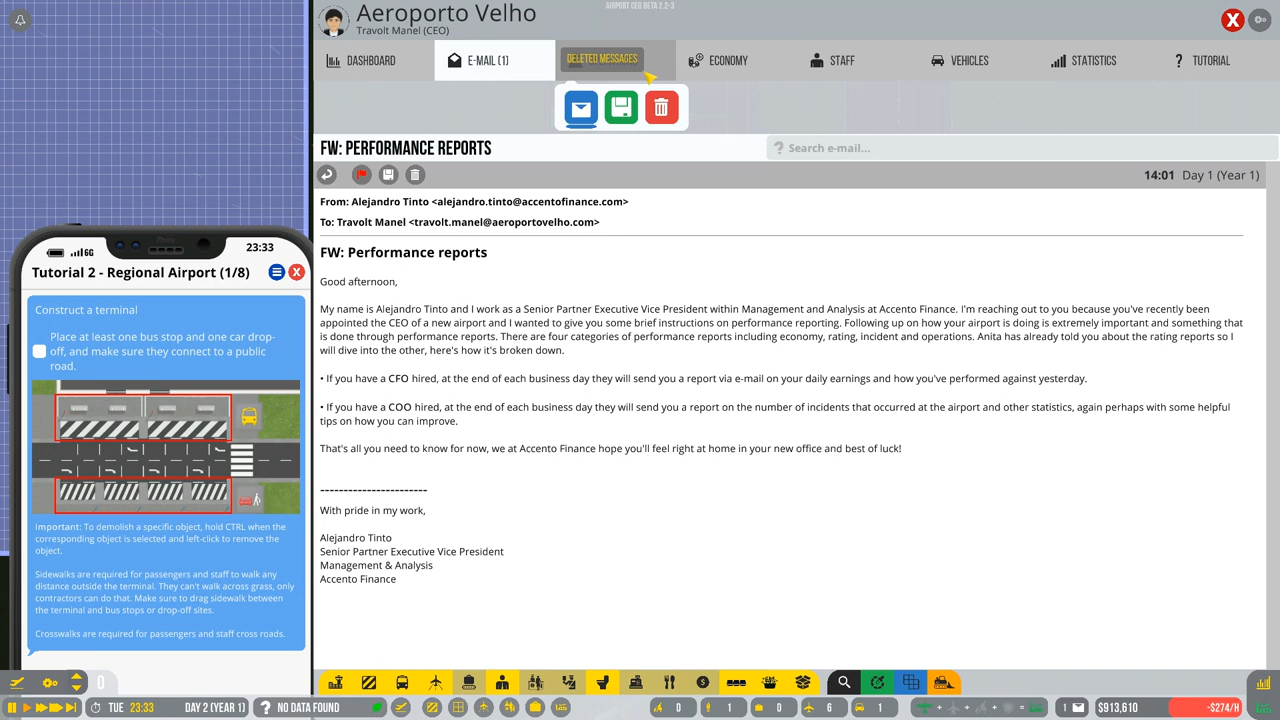 AIRPORT CEO BETA 2.2-3
Aeroporto Velho
Travolt Manel (CEO)
DASHBOARD
E-MAIL (1)
DELETED MESSAGES
ECONOMY
STAFF
VEHICLES
STATISTICS
? TUTORIAL
FW: PERFORMANCE REPORTS
? Search e-mail...
14:01 Day 1 (Year 1)
From: Alejandro Tinto <alejandro.tinto@accentofinance.com>
To: Travolt Manel <travolt.manel@aeroportovelho.com>
FW: Performance reports
Good afternoon,
My name is Alejandro Tinto and I work as a Senior Partner Executive Vice President within Management and Analysis at Accento Finance. I'm reaching out to you because you've recently been
appointed the CEO of a new airport and I wanted to give you some brief instructions on performance reporting. Following up on how your airport is doing is extremely important and something that
is done through performance reports. There are four categories of performance reports including economy, rating, incident and operations. Anita has already told you about the rating reports so I
will dive into the other, here's how it's broken down.
• If you have a CFO hired, at the end of each business day they will send you a report via e-mail on your daily earnings and how you've performed against yesterday.
• If you have a COO hired, at the end of each business day they will send you a report on the number of incidents that occurred at the airport and other statistics, again perhaps with some helpful
tips on how you can improve.
That's all you need to know for now, we at Accento Finance hope you'll feel right at home in your new office and best of luck!
------------------------
With pride in my work,
Alejandro Tinto
Senior Partner Executive Vice President
Management & Analysis
Accento Finance
6G
23:33
Tutorial 2 - Regional Airport (1/8)
Construct a terminal
Place at least one bus stop and one car drop-
off, and make sure they connect to a public
road.
Important: To demolish a specific object, hold CTRL when the
corresponding object is selected and left-click to remove the
object.
Sidewalks are required for passengers and staff to walk any
distance outside the terminal. They can't walk across grass, only
contractors can do that. Make sure to drag sidewalk between
the terminal and bus stops or drop-off sites.
Crosswalks are required for passengers and staff cross roads.
0
TUE 23:33 DAY 2 (YEAR 1)
? NO DATA FOUND
0
1
0
6
1
1
$913,610
-$274/H